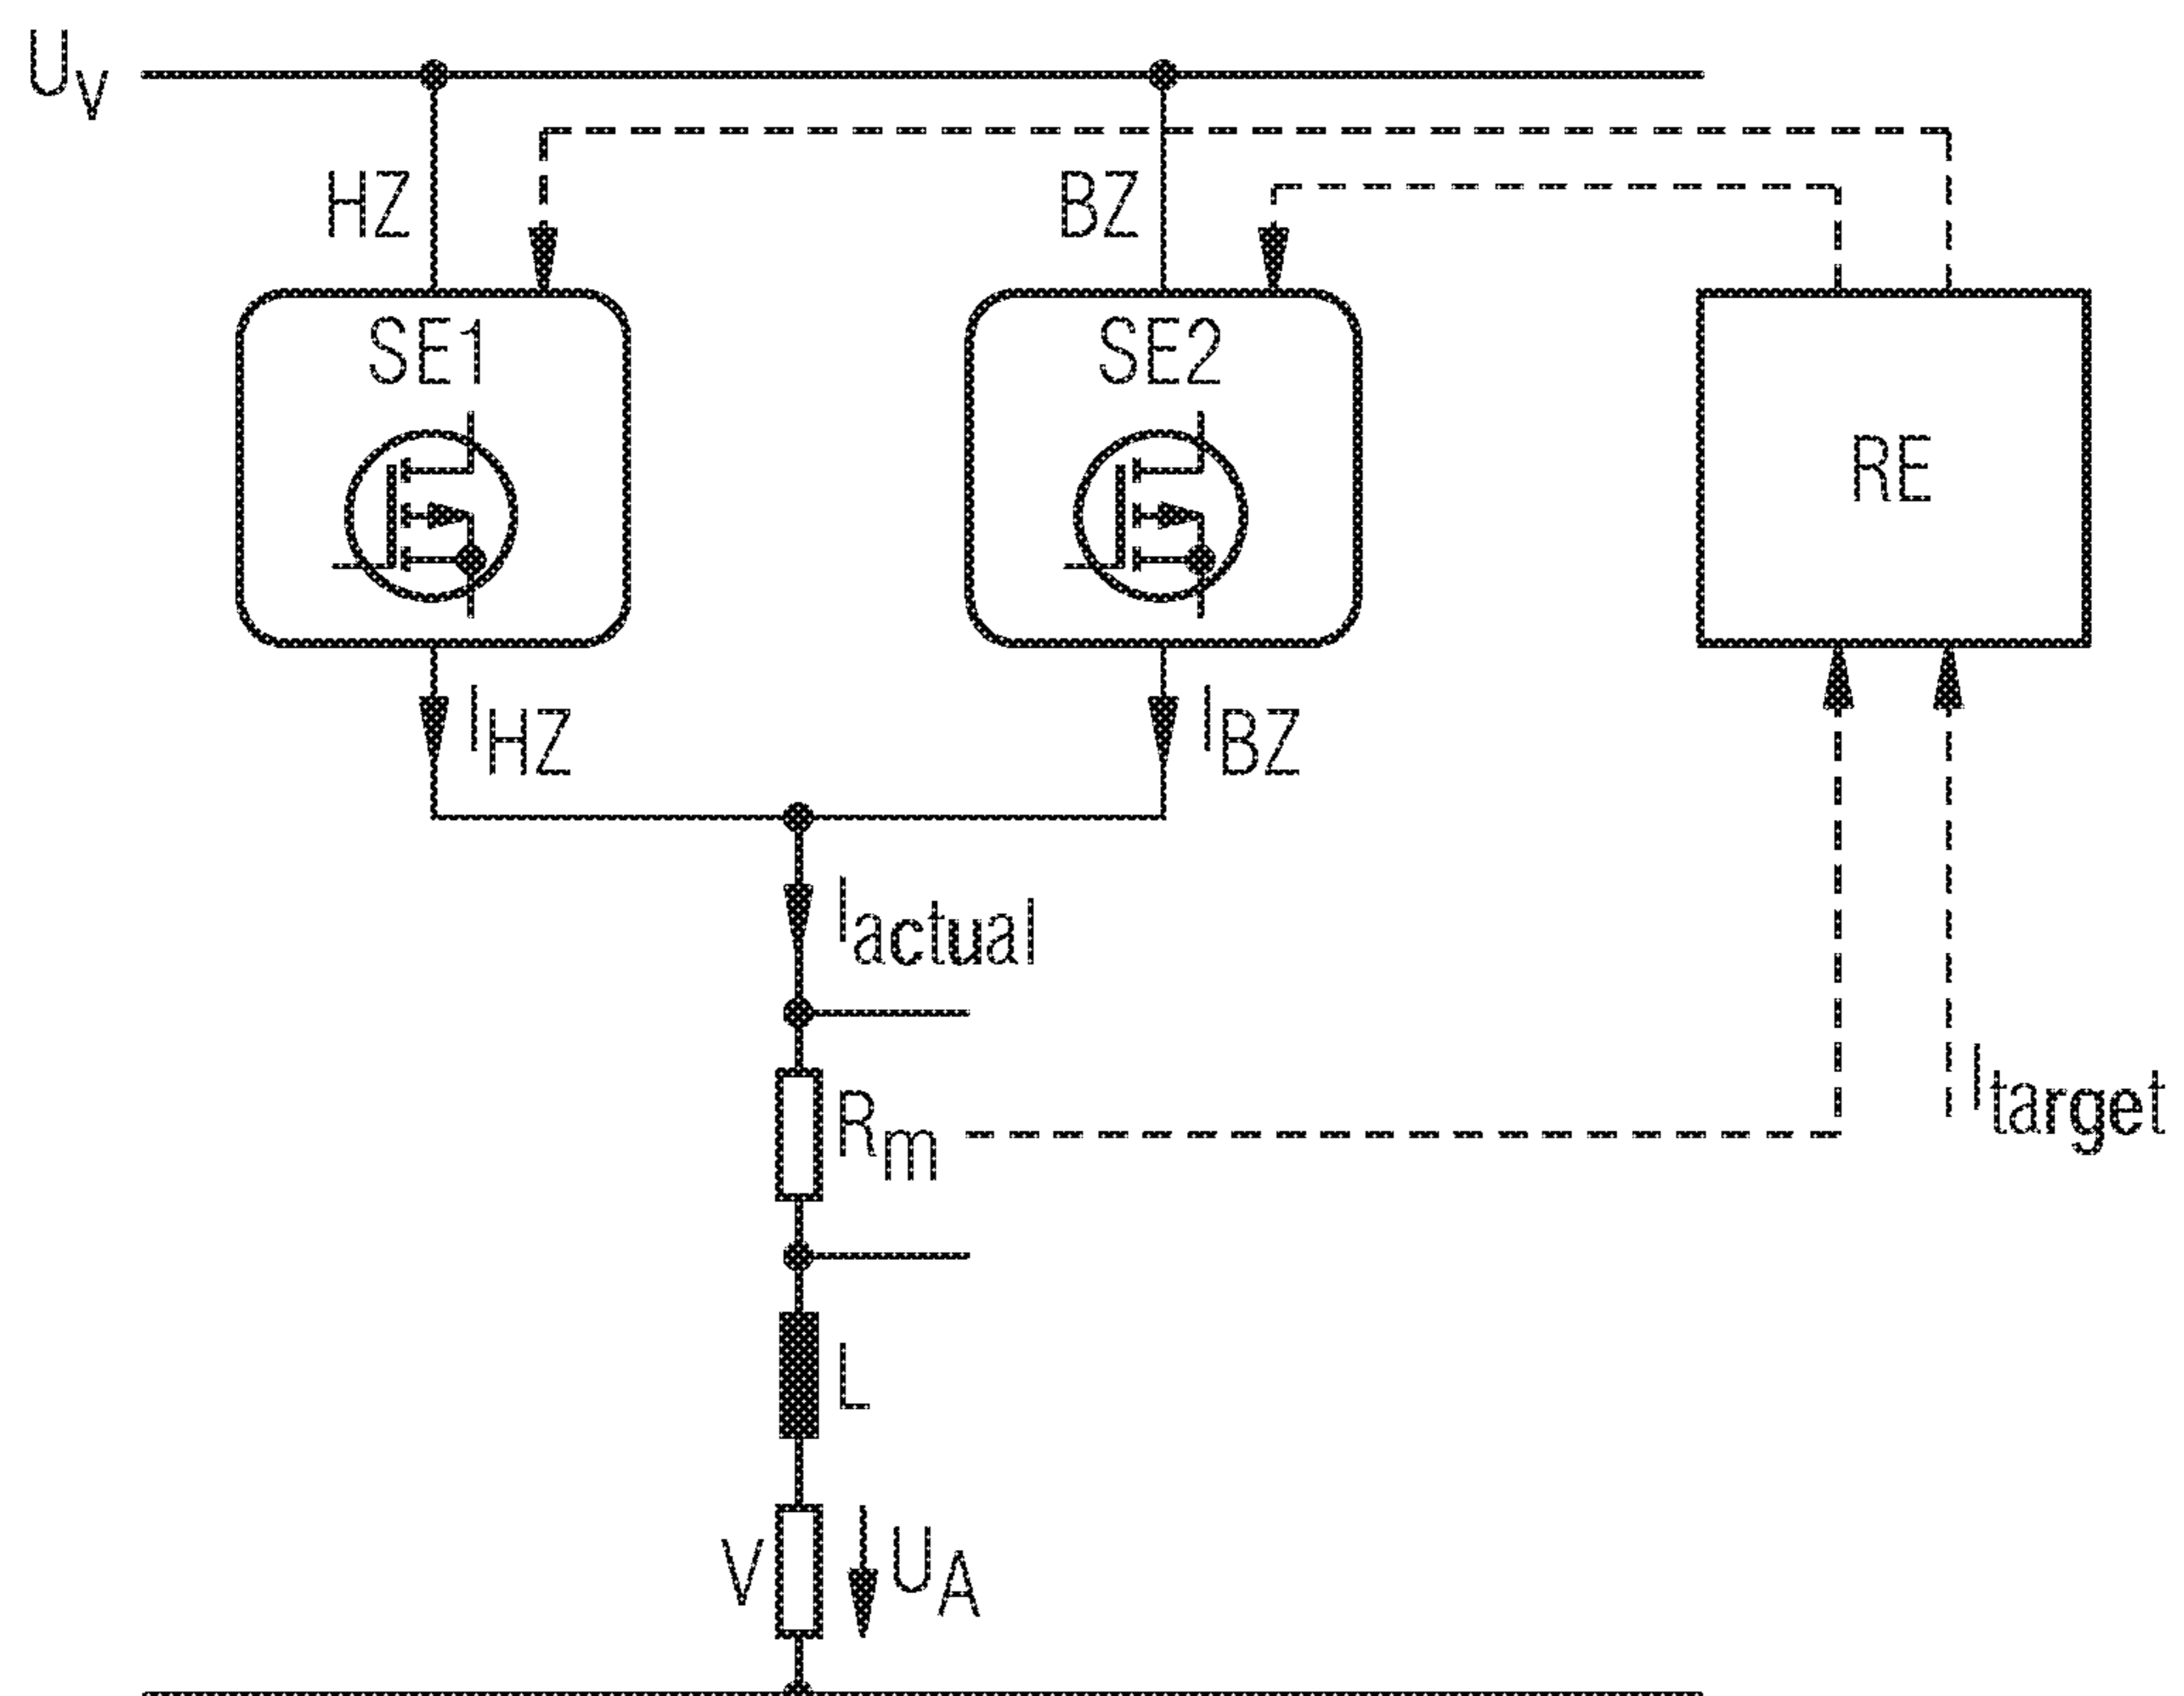 Uv
HZ
BZ
SE1
SE2
RE
IHZ
IBZ
Iactual
Rm
Itarget
L
V
UA